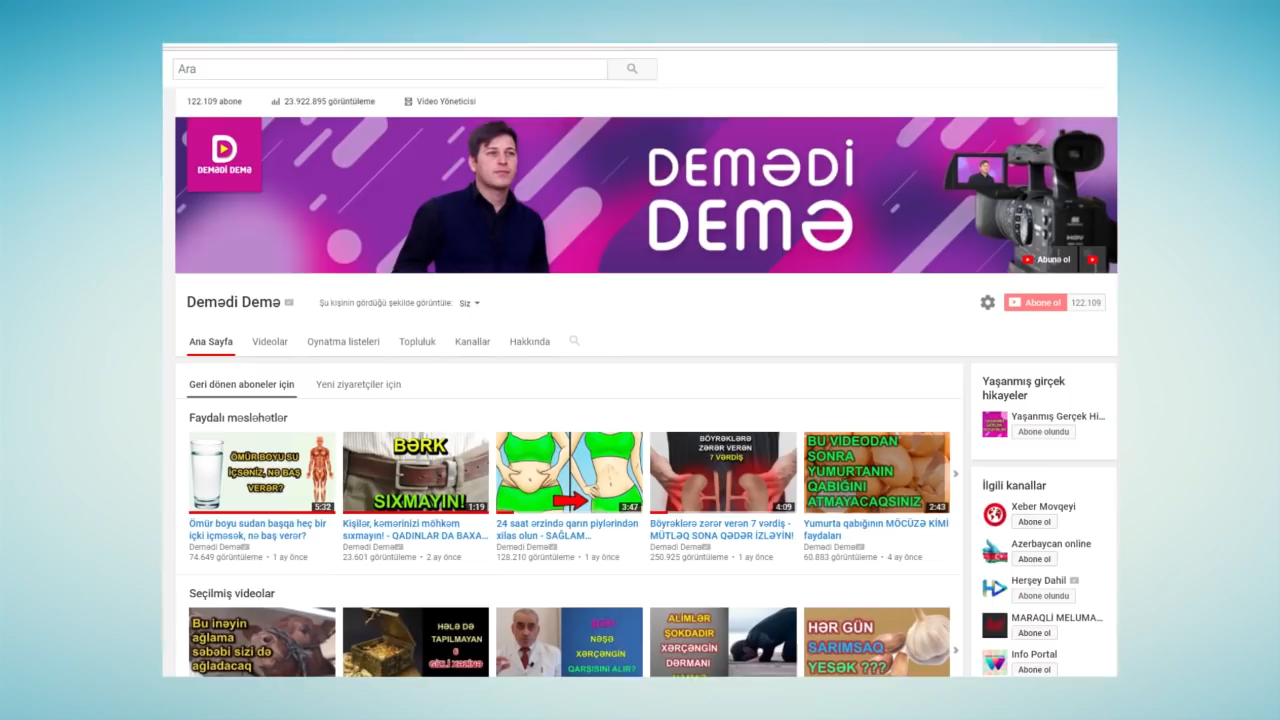 Ara
122.109 abone
23.922.895 görüntüleme
Video Yöneticisi
DEMƏDİ DEMƏ
DEMƏDİ
DEMƏ
Abunə ol
Demədi Demə
Şu kişinin gördüğü şekilde görüntüle: Siz
Abone ol 122.109
Ana Sayfa Videolar Oynatma listeleri Topluluk Kanallar Hakkında
Geri dönen aboneler için Yeni ziyaretçiler için
Faydalı məsləhətlər
ÖMÜR BOYU SU
İÇSƏNİZ, NƏ BAŞ
VERƏR?
5:32
Ömür boyu sudan başqa heç bir
içki içməsək, nə baş verər?
Demədi Demə
74.649 görüntüleme • 1 ay önce
BƏRK
SIXMAYIN!
1:19
Kişilər, kəmərinizi möhkəm
sıxmayın! - QADINLAR DA BAXA...
Demədi Demə
23.601 görüntüleme • 2 ay önce
3:47
24 saat ərzində qarın piylərindən
xilas olun - SAĞLAM...
Demədi Demə
128.210 görüntüleme • 1 ay önce
BÖYRƏKLƏRƏ
ZƏRƏR VERƏN
7 VƏRDİŞ
4:09
Böyrəklərə zərər verən 7 vərdiş -
MÜTLƏQ SONA QƏDƏR İZLƏYİN!
Demədi Demə
250.925 görüntüleme • 1 ay önce
BU VIDEODAN
SONRA
YUMURTANIN
QABIĞINI
ATMAYACAQSINIZ
2:43
Yumurta qabığının MÖCÜZƏ KİMİ
faydaları
Demədi Demə
60.883 görüntüleme • 4 ay önce
Seçilmiş videolar
Bu inəyin
ağlama
səbəbi sizi də
ağladacaq
HƏLƏ DƏ
TAPILMAYAN
6
GİZLİ XƏZİNƏ
NƏŞƏ
XƏRÇƏNGİN
QARŞISINI ALIR?
ALİMLƏR
ŞOKDADIR
XƏRÇƏNGİN
DƏRMANI
HƏR GÜN
SARIMSAQ
YESƏK ???
Yaşanmış girçek
hikayeler
Yaşanmış Gerçek Hi...
Abone olundu
İlgili kanallar
Xeber Movqeyi
Abone ol
Azerbaycan online
Abone ol
Herşey Dahil
Abone olundu
MARAQLİ MELUMA...
Abone ol
Info Portal
Abone ol